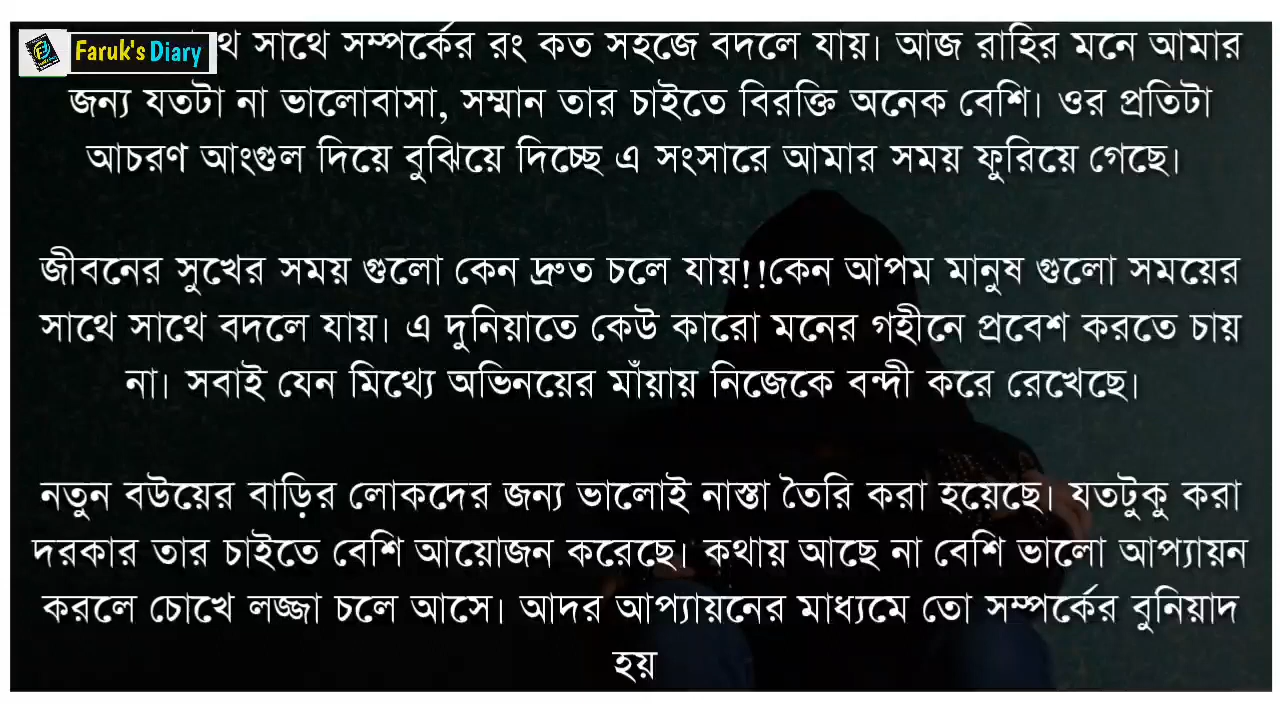 Faruk's Diary
সাথে সম্পর্কের রং কত সহজে বদলে যায়। আজ রাহির মনে আমার
জন্য যতটা না ভালোবাসা, সম্মান তার চাইতে বিরক্তি অনেক বেশি। ওর প্রতিটা
আচরণ আংগুল দিয়ে বুঝিয়ে দিচ্ছে এ সংসারে আমার সময় ফুরিয়ে গেছে।
জীবনের সুখের সময় গুলো কেন দ্রুত চলে যায়!!কেন আপম মানুষ গুলো সময়ের
সাথে সাথে বদলে যায়। এ দুনিয়াতে কেউ কারো মনের গহীনে প্রবেশ করতে চায়
না। সবাই যেন মিথ্যে অভিনয়ের মাঁয়ায় নিজেকে বন্দী করে রেখেছে।
নতুন বউয়ের বাড়ির লোকদের জন্য ভালোই নাস্তা তৈরি করা হয়েছে। যতটুকু করা
দরকার তার চাইতে বেশি আয়োজন করেছে। কথায় আছে না বেশি ভালো আপ্যায়ন
করলে চোখে লজ্জা চলে আসে। আদর আপ্যায়নের মাধ্যমে তো সম্পর্কের বুনিয়াদ
হয়